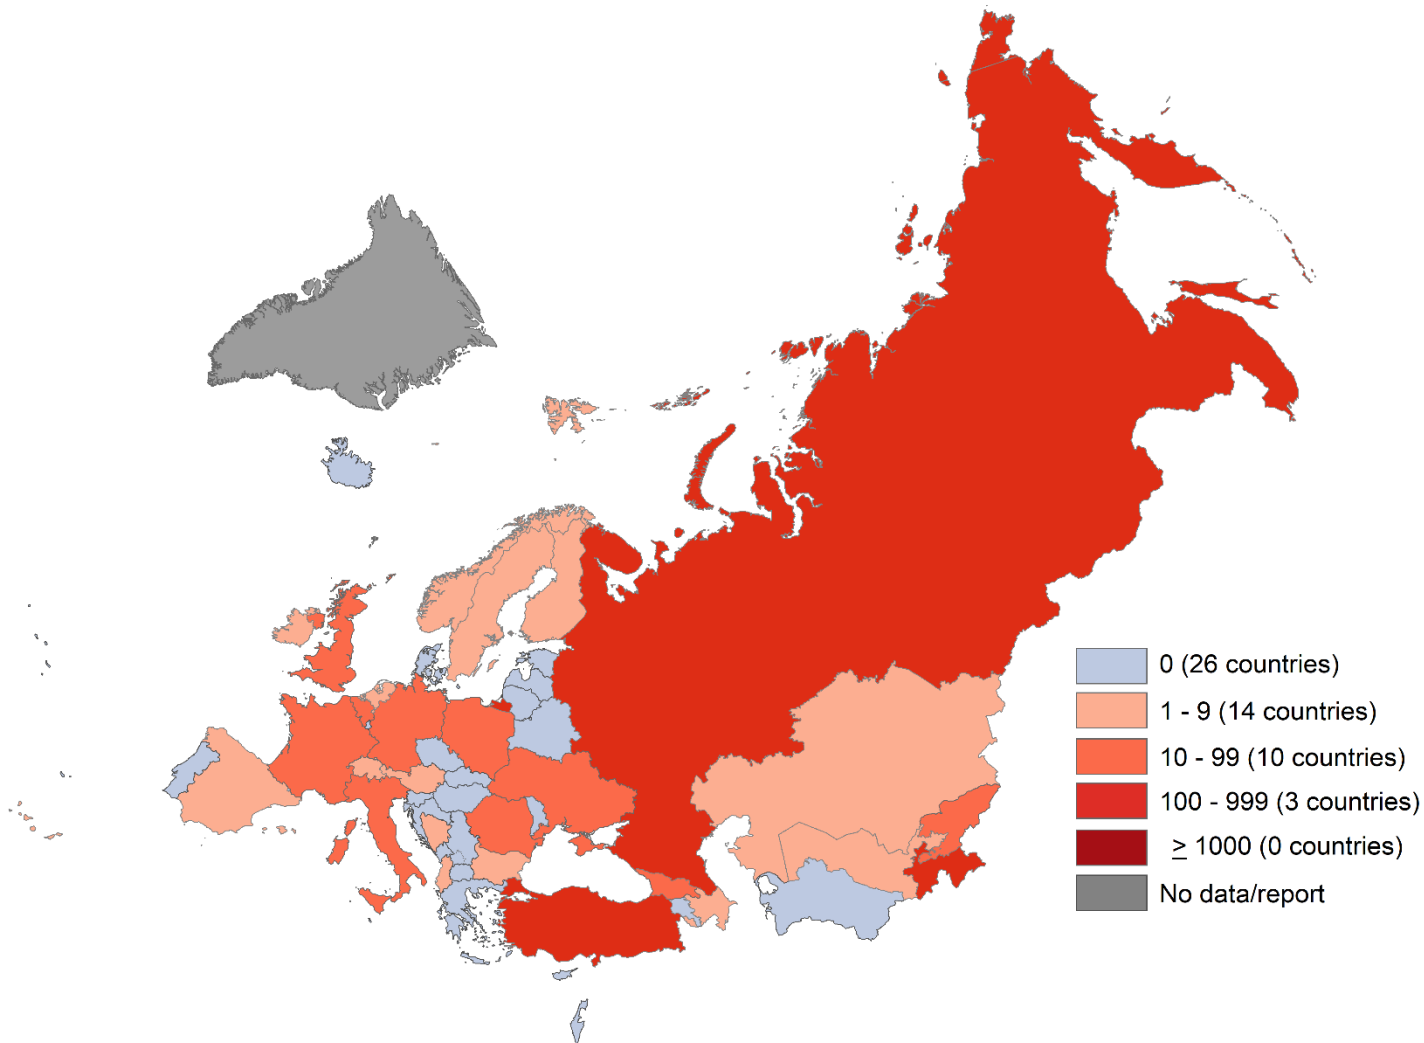 0 (26 countries)
1 - 9 (14 countries)
10 - 99 (10 countries)
100 - 999 (3 countries)
≥ 1000 (0 countries)
No data/report